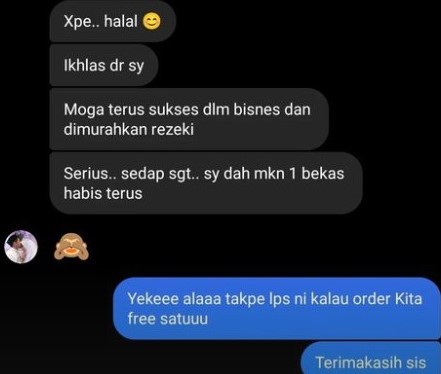 Xpe.. halal 😊
Ikhlas dr sy
Moga terus sukses dlm bisnes dan
dimurahkan rezeki
Serius.. sedap sgt.. sy dah mkn 1 bekas
habis terus
🙈
Yekeee alaaa takpe lps ni kalau order Kita
free satuuu
Terimakasih sis